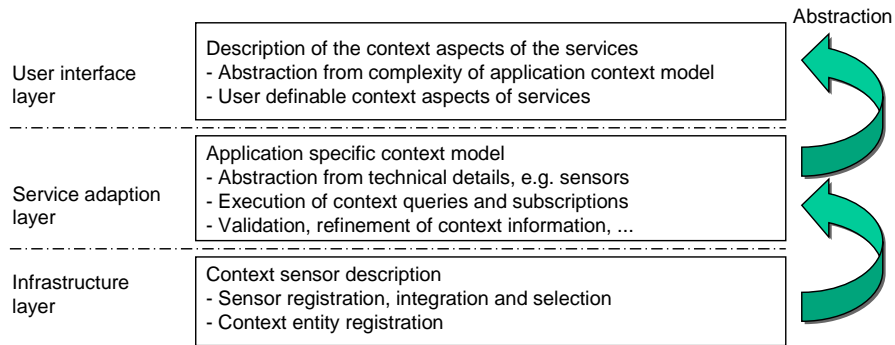 Abstraction
User interface
layer
Description of the context aspects of the services
- Abstraction from complexity of application context model
- User definable context aspects of services
Service adaption
layer
Application specific context model
- Abstraction from technical details, e.g. sensors
- Execution of context queries and subscriptions
- Validation, refinement of context information, ...
Infrastructure
layer
Context sensor description
- Sensor registration, integration and selection
- Context entity registration